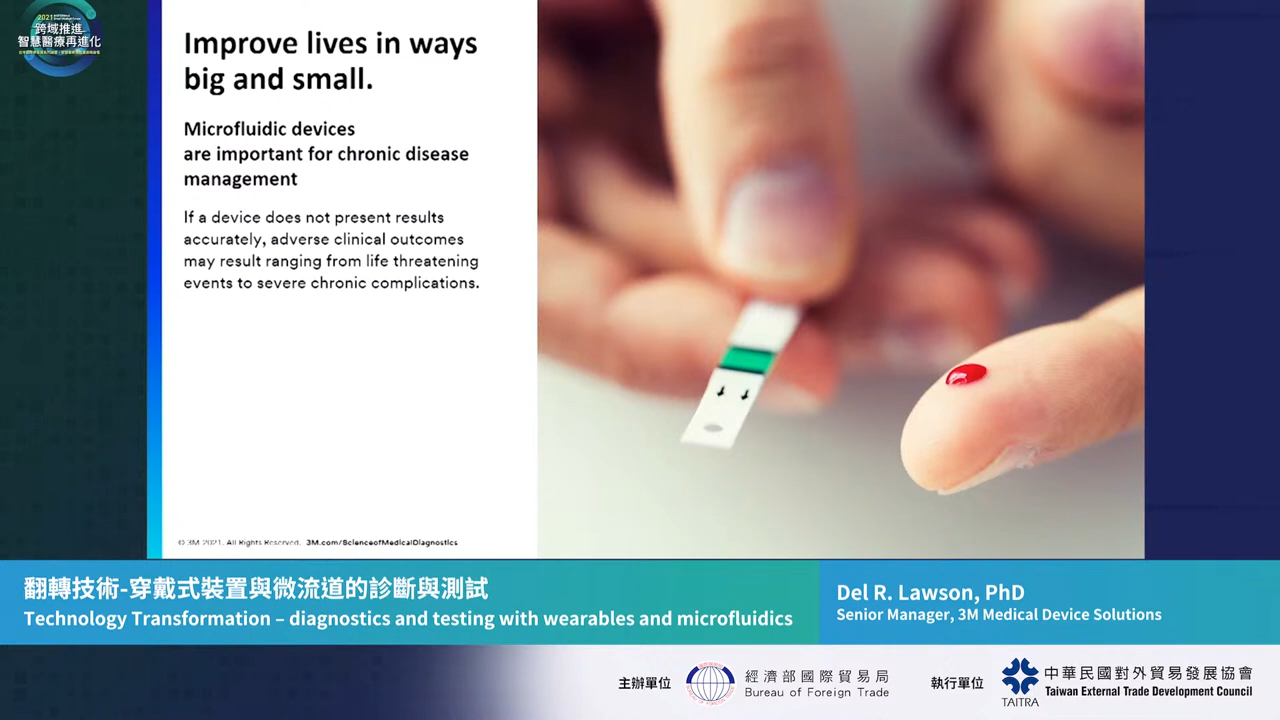 2021
跨域推進
智慧醫療再進化
Improve lives in ways
big and small.
Microfluidic devices
are important for chronic disease
management
If a device does not present results
accurately, adverse clinical outcomes
may result ranging from life threatening
events to severe chronic complications.
© 3M 2021. All Rights Reserved. 3M.com/ScienceofMedicalDiagnostics
翻轉技術-穿戴式裝置與微流道的診斷與測試
Technology Transformation – diagnostics and testing with wearables and microfluidics
Del R. Lawson, PhD
Senior Manager, 3M Medical Device Solutions
主辦單位
經濟部國際貿易局
Bureau of Foreign Trade
執行單位
TAITRA
中華民國對外貿易發展協會
Taiwan External Trade Development Council